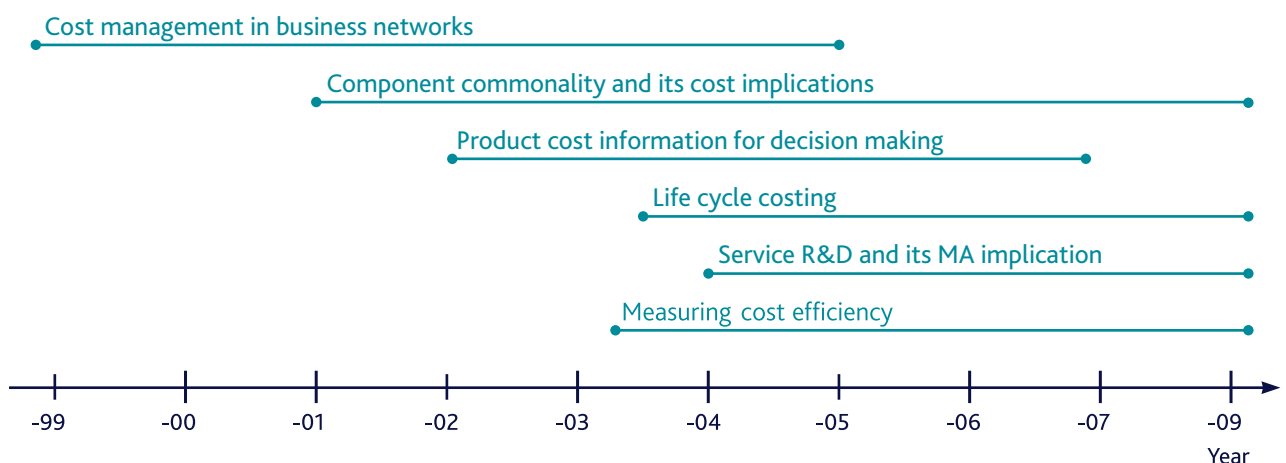 Cost management in business networks
Component commonality and its cost implications
Product cost information for decision making
Life cycle costing
Service R&D and its MA implication
Measuring cost efficiency
-99 -00 -01 -02 -03 -04 -05 -06 -07 -09
Year